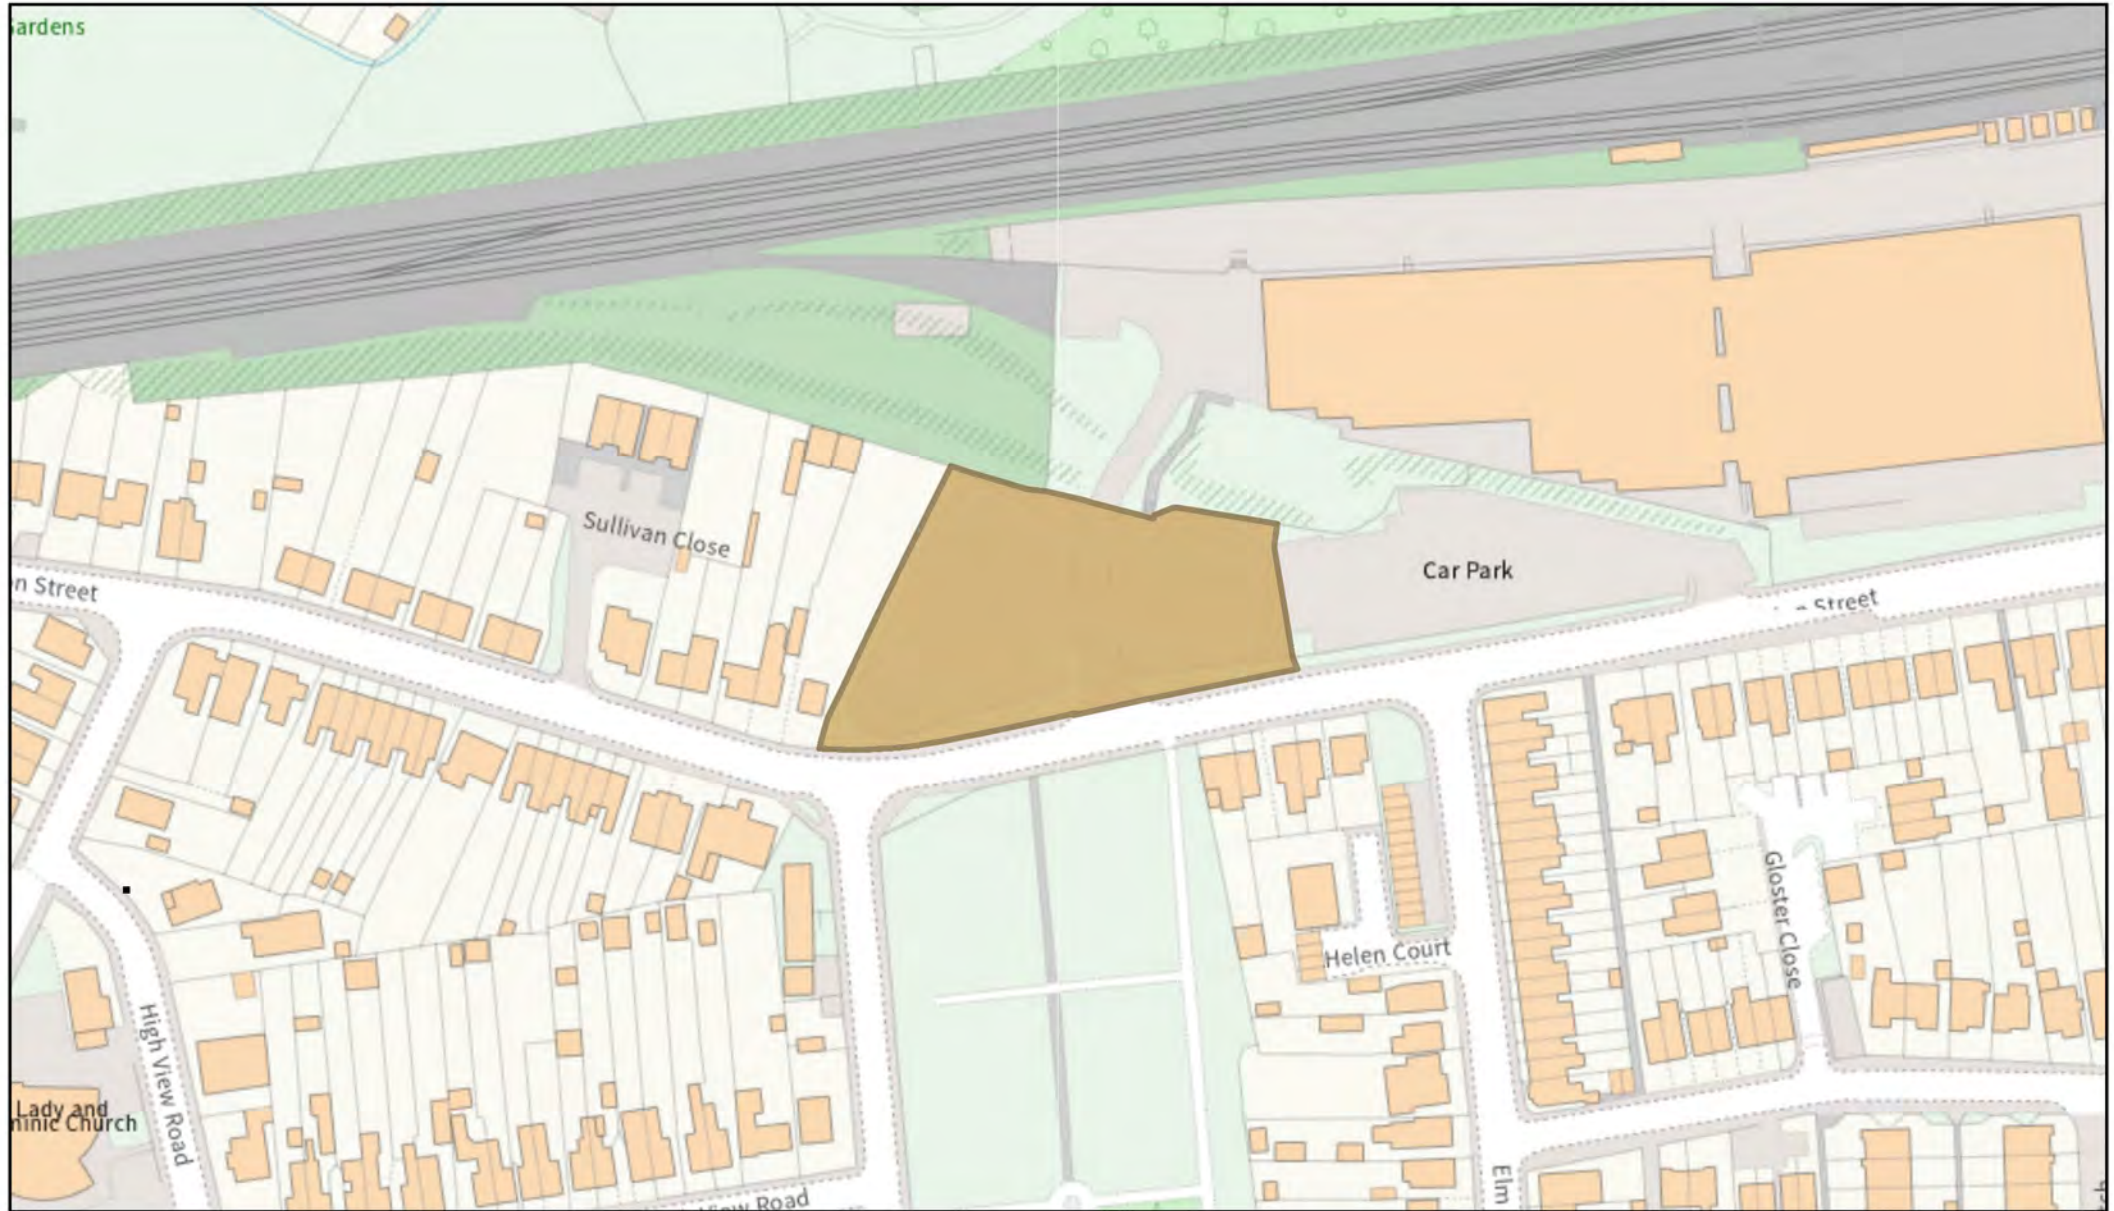 ardens
Sullivan Close
n Street
Car Park
Street
Gloster Close
Helen Court
High View Road
Lady and
minic Church
View Road
Elm